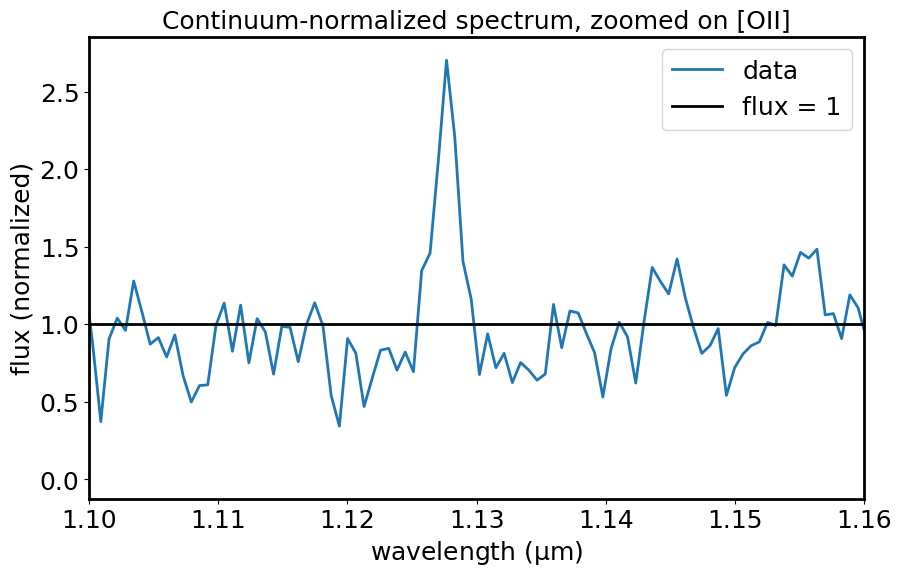 Continuum-normalized spectrum, zoomed on [OII]
data
flux = 1
flux (normalized)
2.5
2.0
1.5
1.0
0.5
0.0
1.10 1.11 1.12 1.13 1.14 1.15 1.16
wavelength (μm)